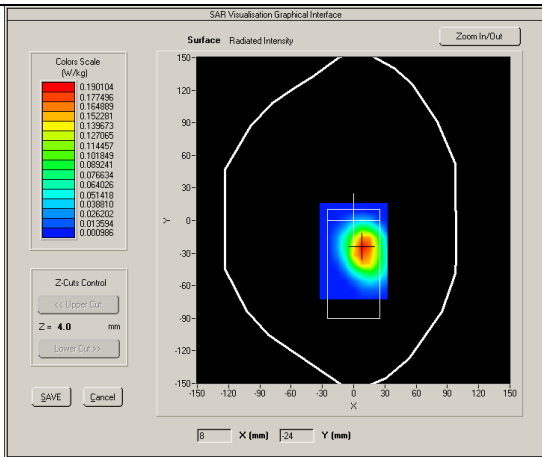 SAR Visualisation Graphical Interface
Surface Radiated Intensity
Zoom In/Out
Colors Scale
(W/kg)
0.190104
0.177496
0.164889
0.152281
0.139673
0.127065
0.114457
0.101849
0.089241
0.076634
0.064026
0.051418
0.038810
0.026202
0.013594
0.000986
Z-Cuts Control
<< Upper Cut
Z = 4.0 mm
Lower Cut >>
SAVE Cancel
150-
120-
90-
60-
30-
0-
-30-
-60-
-90-
-120-
-150-
Y
-150 -120 -90 -60 -30 0 30 60 90 120 150
X
8 X (mm) -24 Y (mm)